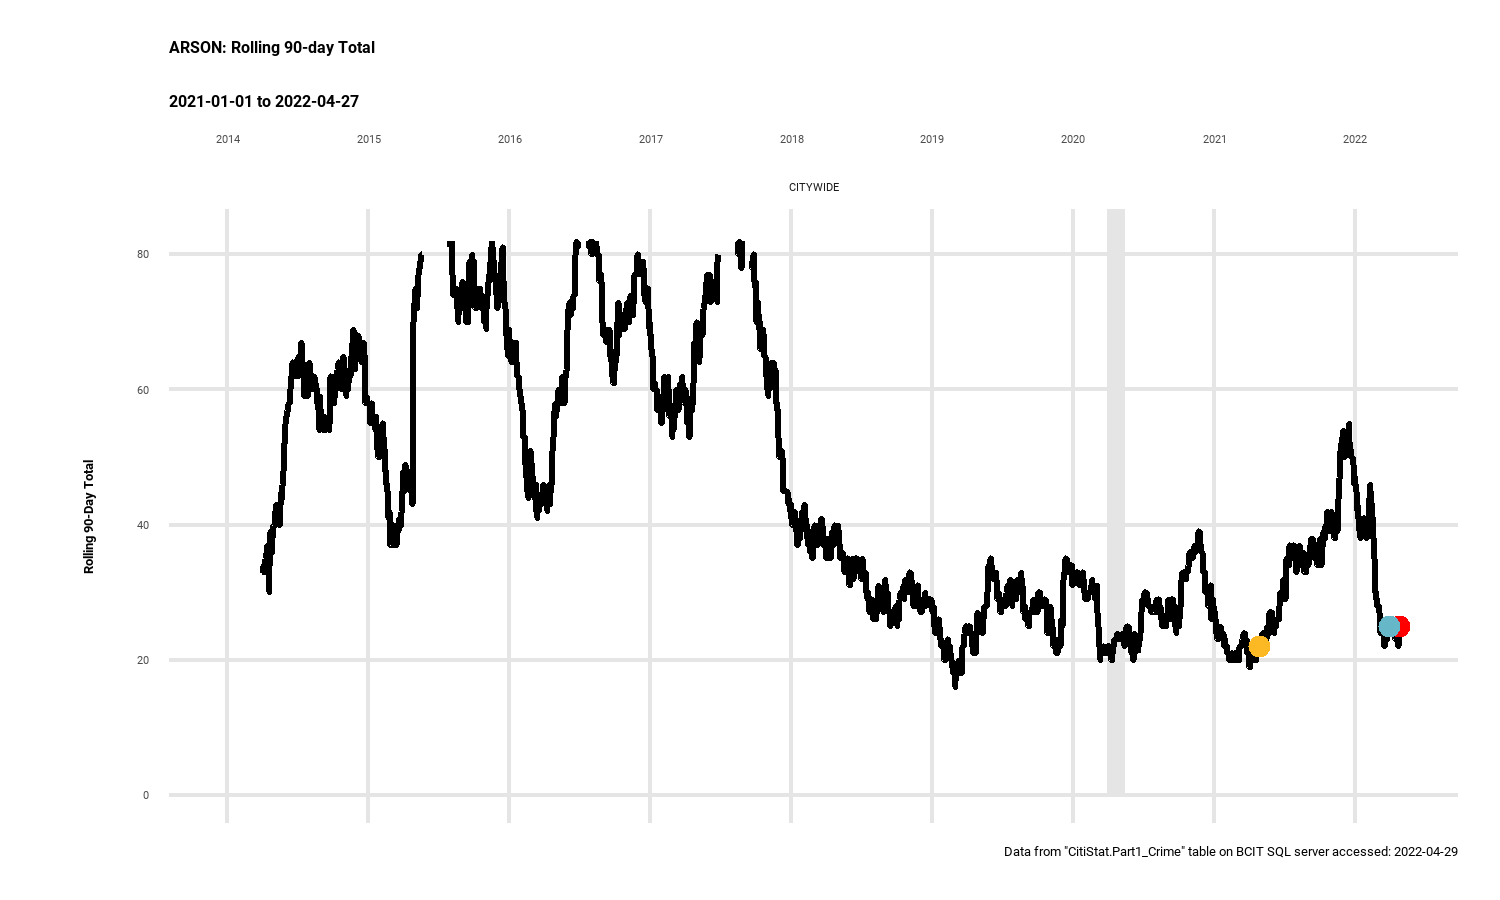 ARSON: Rolling 90-day Total
2021-01-01 to 2022-04-27
2014 2015 2016 2017 2018 2019 2020 2021 2022
CITYWIDE
80
60
40
20
0
Rolling 90-Day Total
Data from "CitiStat.Part1_Crime" table on BCIT SQL server accessed: 2022-04-29